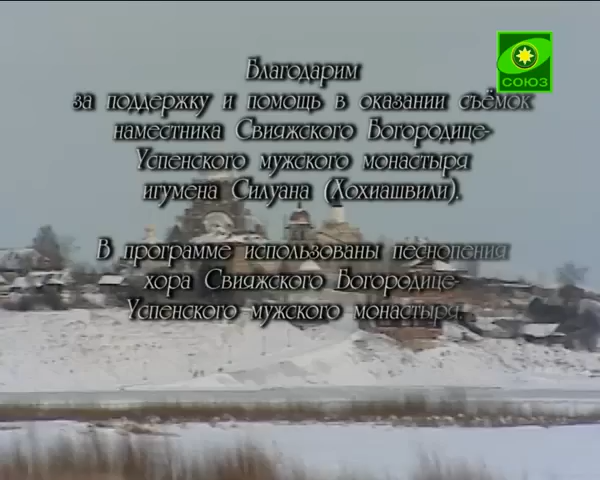 СОЮЗ
Благодарим
за поддержку и помощь в оказании съёмок
наместника Свияжского Богородице-
Успенского мужского монастыря
игумена Силуана (Хохиашвили).
В программе использованы песнопения
хора Свияжского Богородице-
Успенского мужского монастыря.